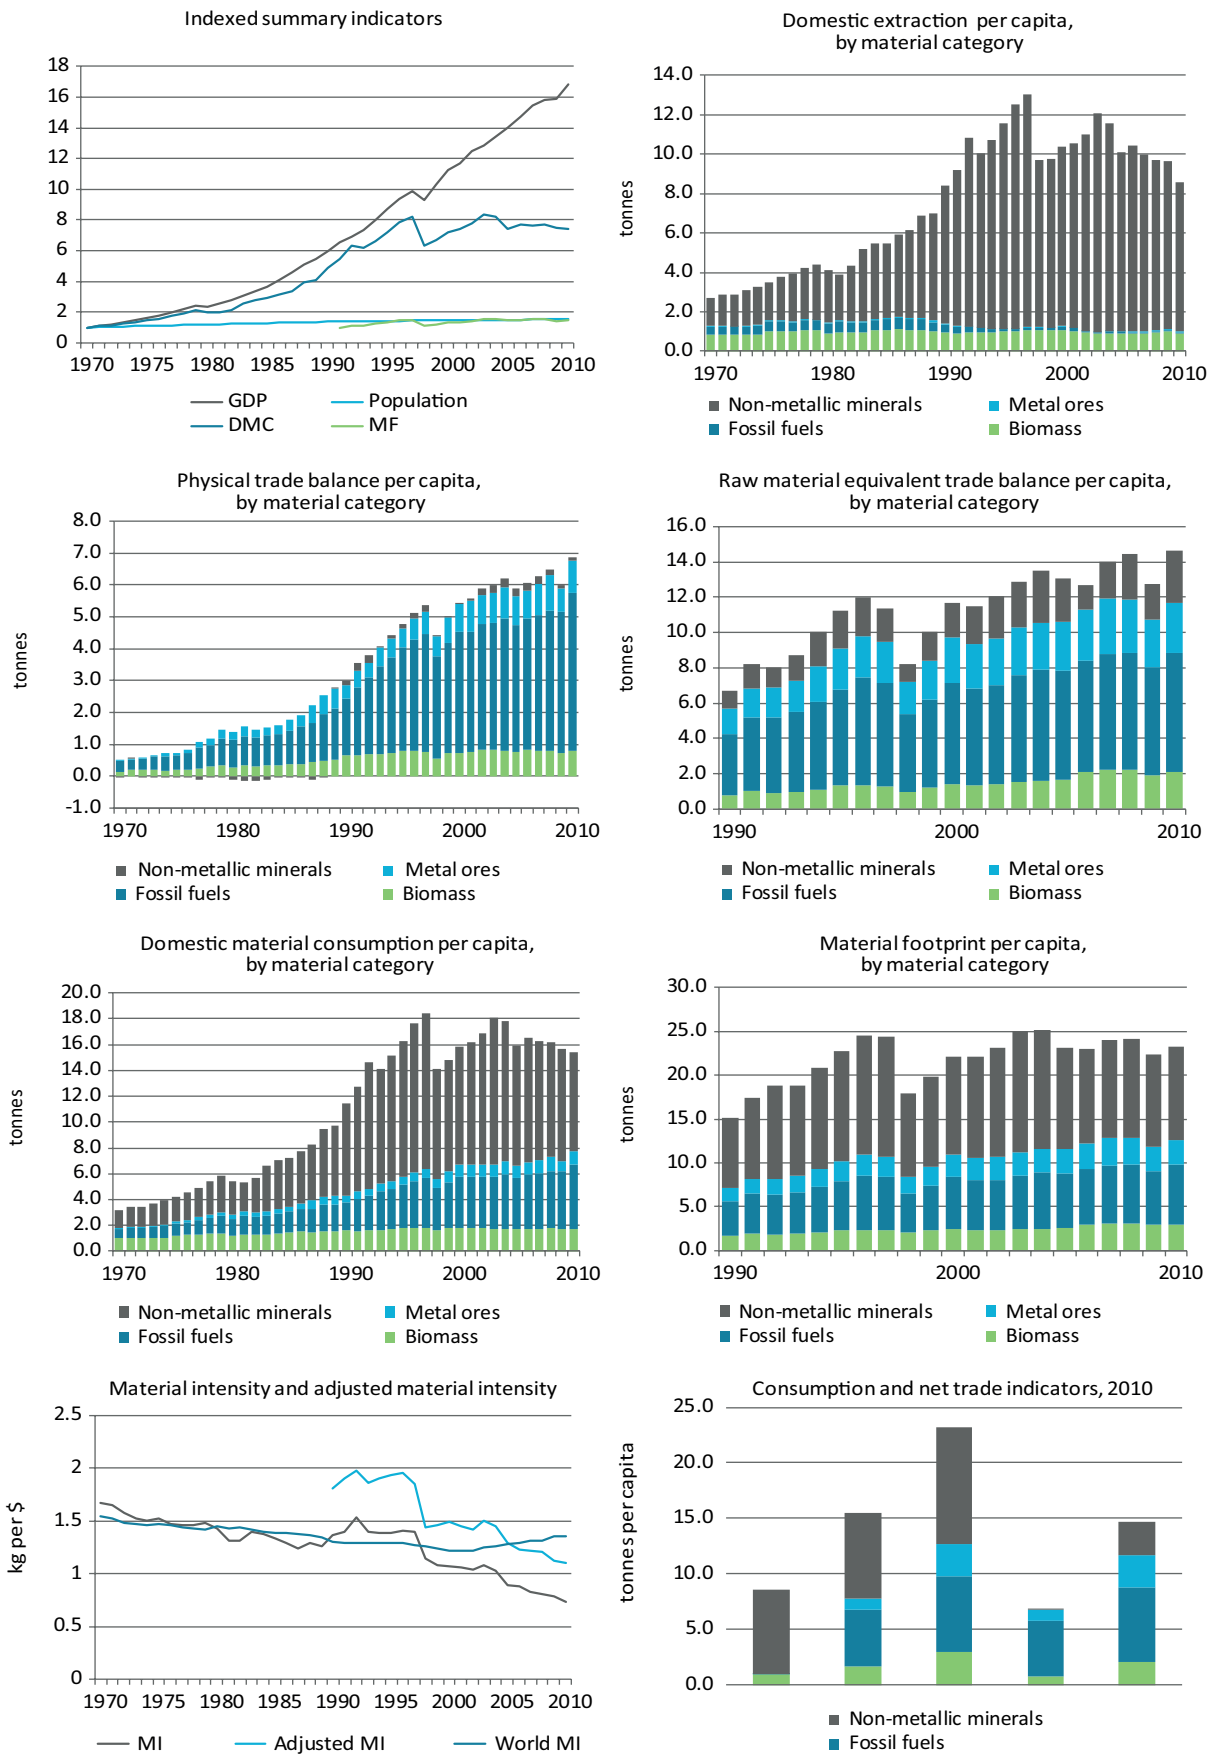 Indexed summary indicators
18
16
14
12
10
8
6
4
2
0
1970 1975 1980 1985 1990 1995 2000 2005 2010
GDP Population
DMC MF
Domestic extraction per capita,
by material category
tonnes
14.0
12.0
10.0
8.0
6.0
4.0
2.0
0.0
1970 1980 1990 2000 2010
Non-metallic minerals Metal ores
Fossil fuels Biomass
Physical trade balance per capita,
by material category
tonnes
8.0
7.0
6.0
5.0
4.0
3.0
2.0
1.0
0.0
-1.0
1970 1980 1990 2000 2010
Non-metallic minerals Metal ores
Fossil fuels Biomass
Raw material equivalent trade balance per capita,
by material category
tonnes
16.0
14.0
12.0
10.0
8.0
6.0
4.0
2.0
0.0
1990 2000 2010
Non-metallic minerals Metal ores
Fossil fuels Biomass
Domestic material consumption per capita,
by material category
tonnes
20.0
18.0
16.0
14.0
12.0
10.0
8.0
6.0
4.0
2.0
0.0
1970 1980 1990 2000 2010
Non-metallic minerals Metal ores
Fossil fuels Biomass
Material footprint per capita,
by material category
tonnes
30.0
25.0
20.0
15.0
10.0
5.0
0.0
1990 2000 2010
Non-metallic minerals Metal ores
Fossil fuels Biomass
Material intensity and adjusted material intensity
kg per $
2.5
2
1.5
1
0.5
0
1970 1975 1980 1985 1990 1995 2000 2005 2010
MI Adjusted MI World MI
Consumption and net trade indicators, 2010
tonnes per capita
25.0
20.0
15.0
10.0
5.0
0.0
Non-metallic minerals
Fossil fuels